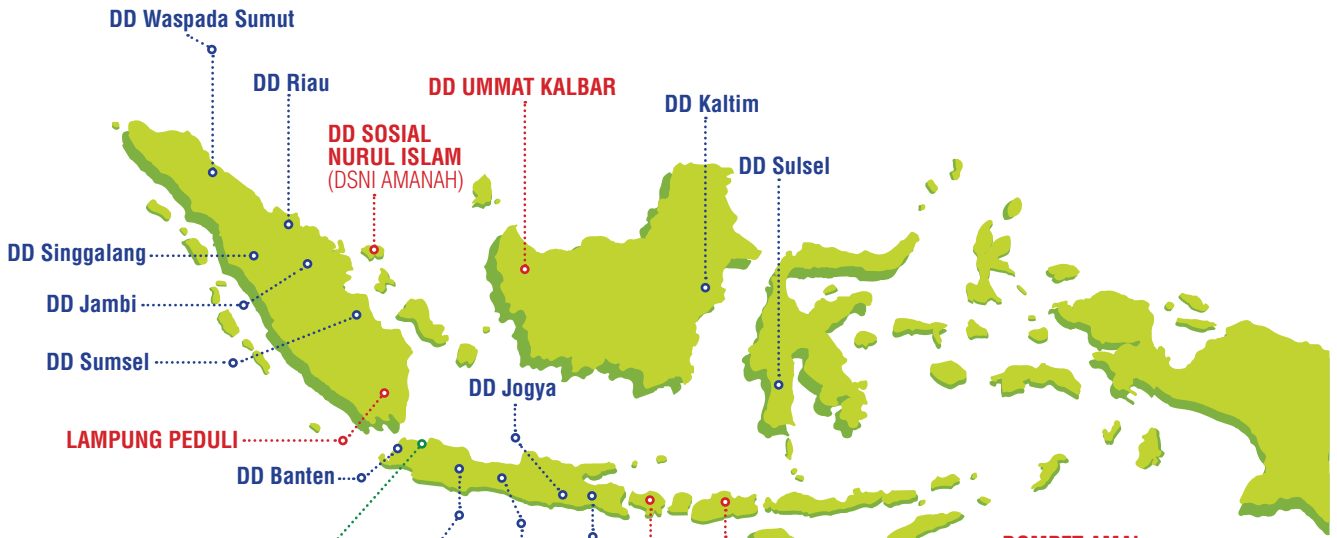 DD Waspada Sumut
DD Riau
DD UMMAT KALBAR
DD Kaltim
DD SOSIAL
NURUL ISLAM
(DSNI AMANAH)
DD Sulsel
DD Singgalang
DD Jambi
DD Sumsel
DD Jogya
LAMPUNG PEDULI
DD Banten